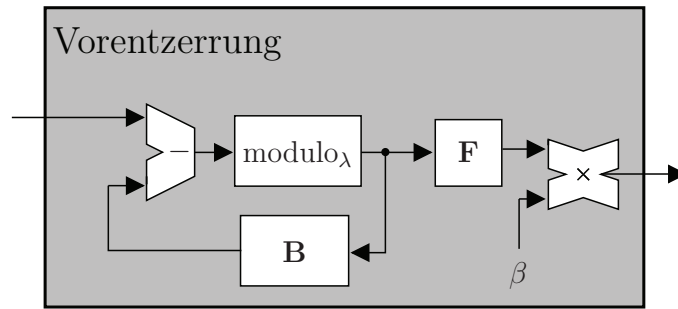 Vorentzerrung
− modulo_λ F ×
B
β